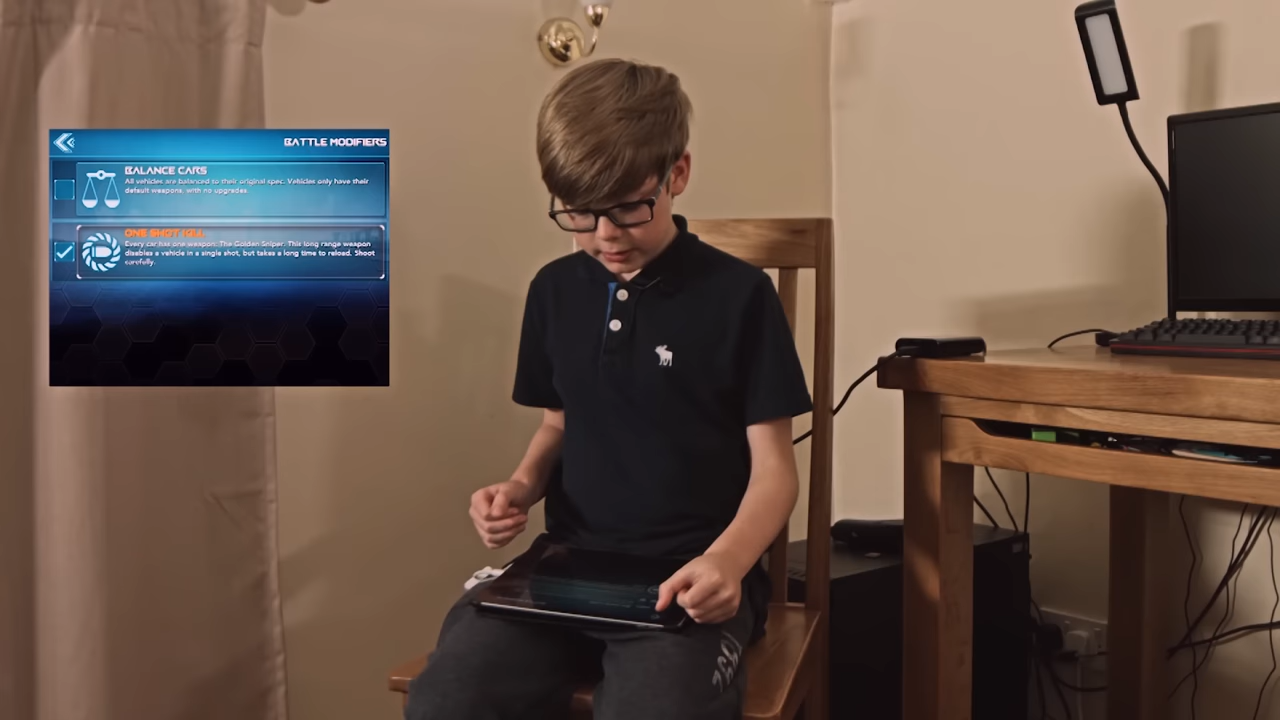 BATTLE MODIFIERS
BALANCE CARS
All vehicles are balanced to their original spec. Vehicles only have their
default weapons, with no upgrades.
ONE SHOT KILL
Every car has one weapon: The Golden Sniper. This long range weapon
disables a vehicle in a single shot, but takes a long time to reload. Shoot
carefully.